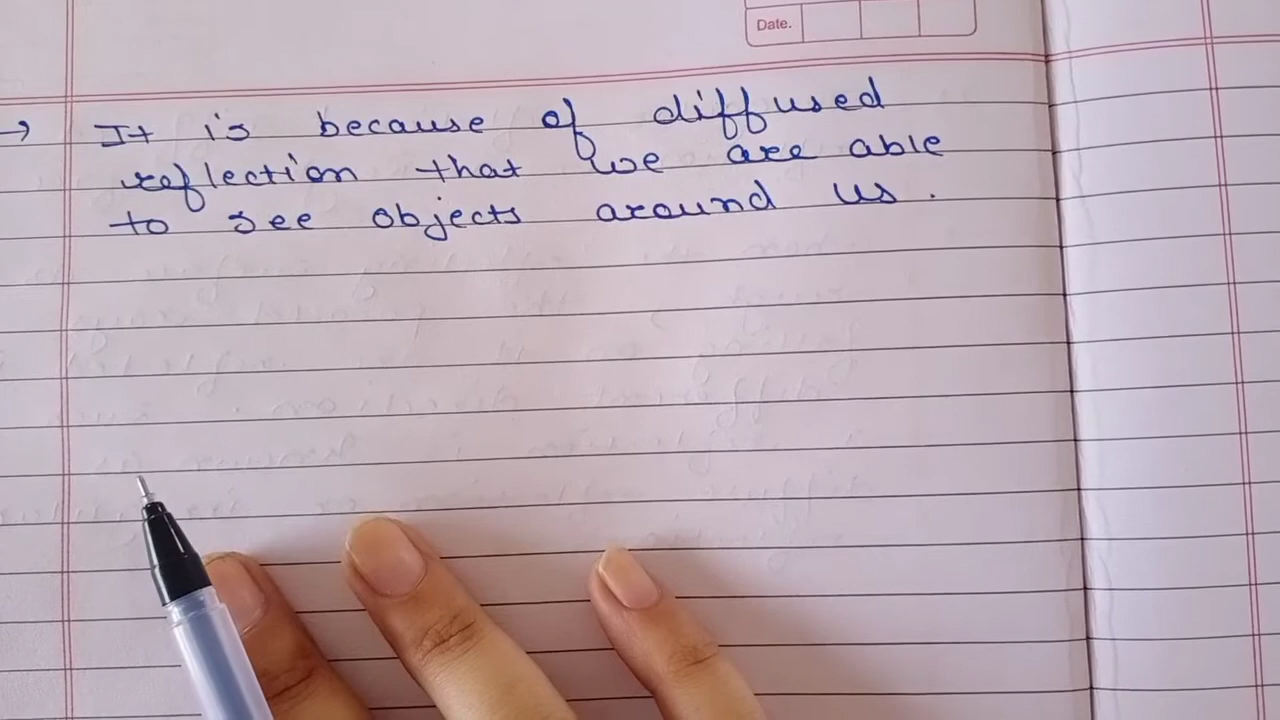 Date.
→ It is because of diffused
reflection that we are able
to see objects around us.